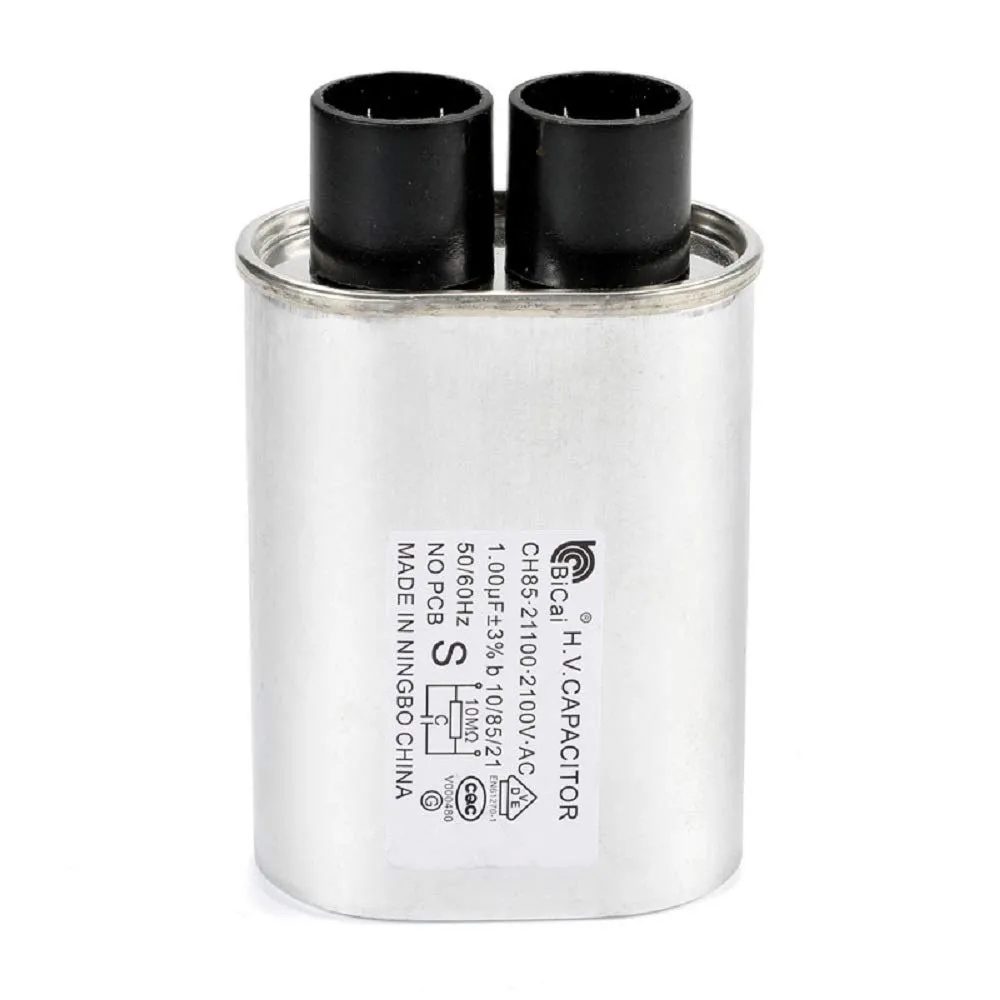 BiCai ® H.V.CAPACITOR
CH85-21100-2100V·AC
1.00μF±3% b 10/85/21
50/60Hz
NO PCB
S
10MΩ
C
MADE IN NINGBO CHINA
VDE
EN61270-1
CQC
V000480
G